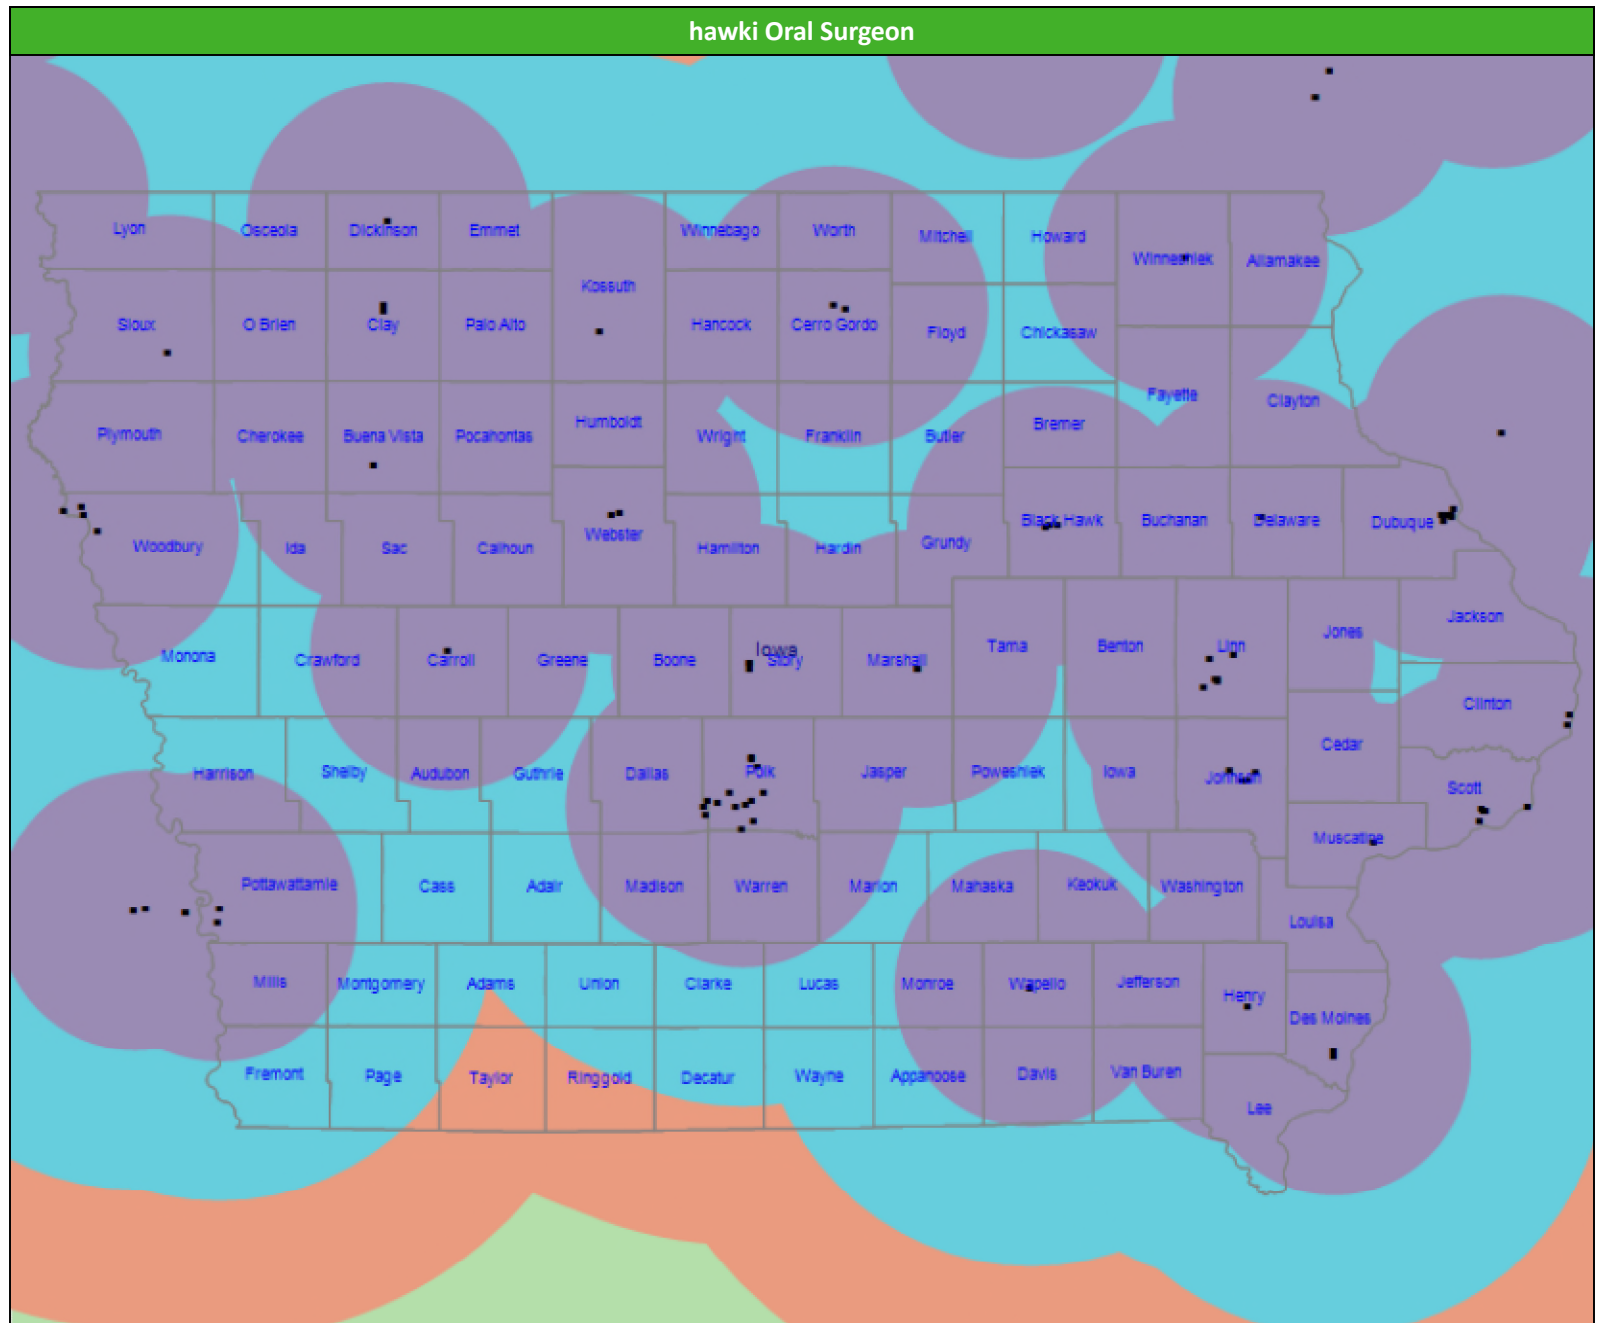 hawki Oral Surgeon
Lyon
Osceola
Dickinson
Emmet
Winnebago
Worth
Mitchell
Howard
Winneshiek
Allamakee
Kossuth
Sioux
O Brien
Clay
Palo Alto
Hancock
Cerro Gordo
Floyd
Chickasaw
Fayette
Clayton
Plymouth
Cherokee
Buena Vista
Pocahontas
Humboldt
Wright
Franklin
Butler
Bremer
Woodbury
Ida
Sac
Calhoun
Webster
Hamilton
Hardin
Grundy
Black Hawk
Buchanan
Delaware
Dubuque
Monona
Crawford
Carroll
Greene
Boone
Iowa
Story
Marshall
Tama
Benton
Linn
Jones
Jackson
Clinton
Harrison
Shelby
Audubon
Guthrie
Dallas
Polk
Jasper
Poweshiek
Iowa
Johnson
Cedar
Scott
Muscatine
Pottawattamie
Cass
Adair
Madison
Warren
Marion
Mahaska
Keokuk
Washington
Louisa
Mills
Montgomery
Adams
Union
Clarke
Lucas
Monroe
Wapello
Jefferson
Henry
Des Moines
Fremont
Page
Taylor
Ringgold
Decatur
Wayne
Appanoose
Davis
Van Buren
Lee